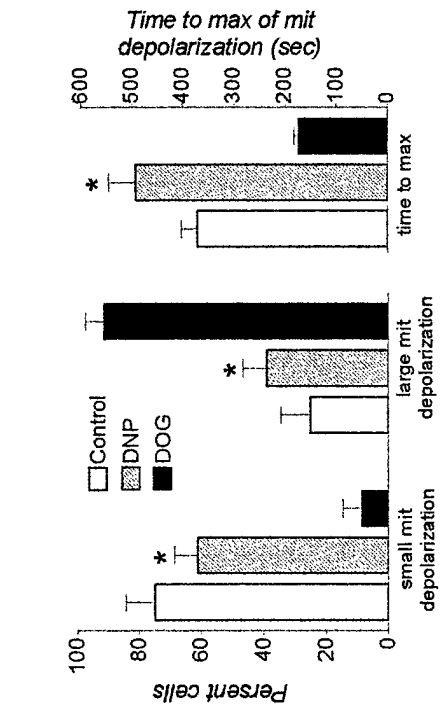 Time to max of mit
depolarization (sec)
600
500
400
300
200
100
0
Control
DNP
DOG
*
*
*
100
80
60
40
20
0
Persent cells
small mit
depolarization
large mit
depolarization
time to max